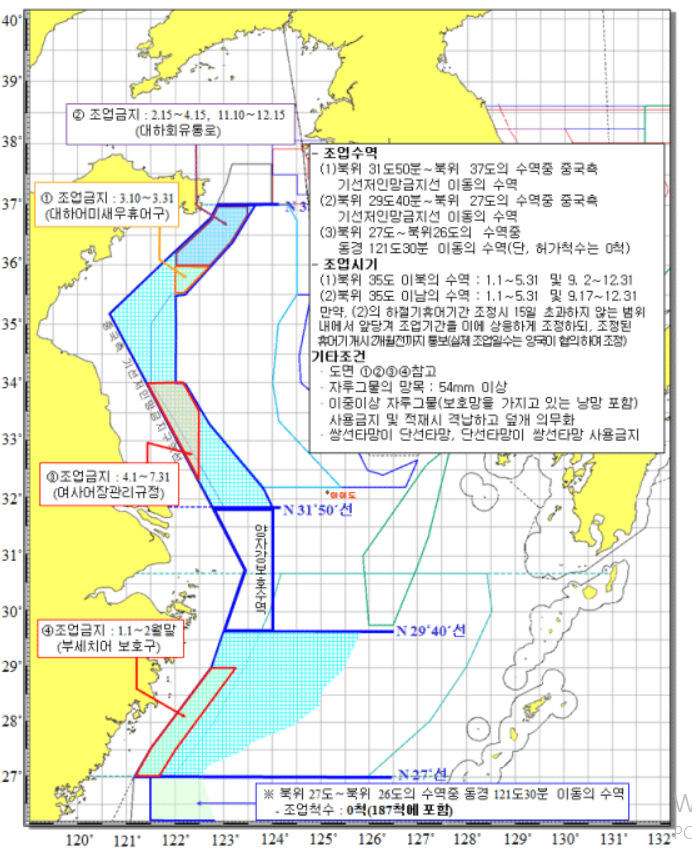 40°
39°
38°
37°
36°
35°
34°
33°
32°
31°
30°
29°
28°
27°
② 조업금지 : 2.15~4.15, 11.10~12.15
(대하회유통로)
① 조업금지 : 3.10~3.31
(대하어미새우휴어구)
N 3
- 조업수역
(1)북위 31도50분~북위 37도의 수역중 중국측
기선저인망금지선 이동의 수역
(2)북위 29도40분~북위 27도의 수역중 중국측
기선저인망금지선 이동의 수역
(3)북위 27도~북위26도의 수역중
동경 121도30분 이동의 수역(단, 허가척수는 0척)
- 조업시기
(1)북위 35도 이북의 수역 : 1.1~5.31 및 9. 2~12.31
(2)북위 35도 이남의 수역 : 1.1~5.31 및 9.17~12.31
만약, (2)의 하절기휴어기간 조정시 15일 초과하지 않는 범위
내에서 앞당게 조업기간을 이에 상응하게 조정하되, 조정된
휴어기 개시 2개월전까지 통보(실제 조업일수는 양국이 협의하여 조정)
기타조건
· 도면 ①②③④참고
· 자루그물의 망목 : 54mm 이상
· 이중이상 자루그물(보호망을 가지고 있는 낭망 포함)
사용금지 및 적재시 격납하고 덮개 의무화
· 쌍선타망이 단선타망, 단선타망이 쌍선타망 사용금지
중국측 기선저인망금지구역선
③조업금지 : 4.1~7.31
(여사어장관리규정)
*이어도
N 31°50´선
양자강보호수역
N 29°40´선
④조업금지 : 1.1~2월말
(부세치어 보호구)
N 27°선
※ 북위 27도~북위 26도의 수역중 동경 121도30분 이동의 수역
- 조업척수 : 0척(187척에 포함)
W
PC
120° 121° 122° 123° 124° 125° 126° 127° 128° 129° 130° 131° 132°